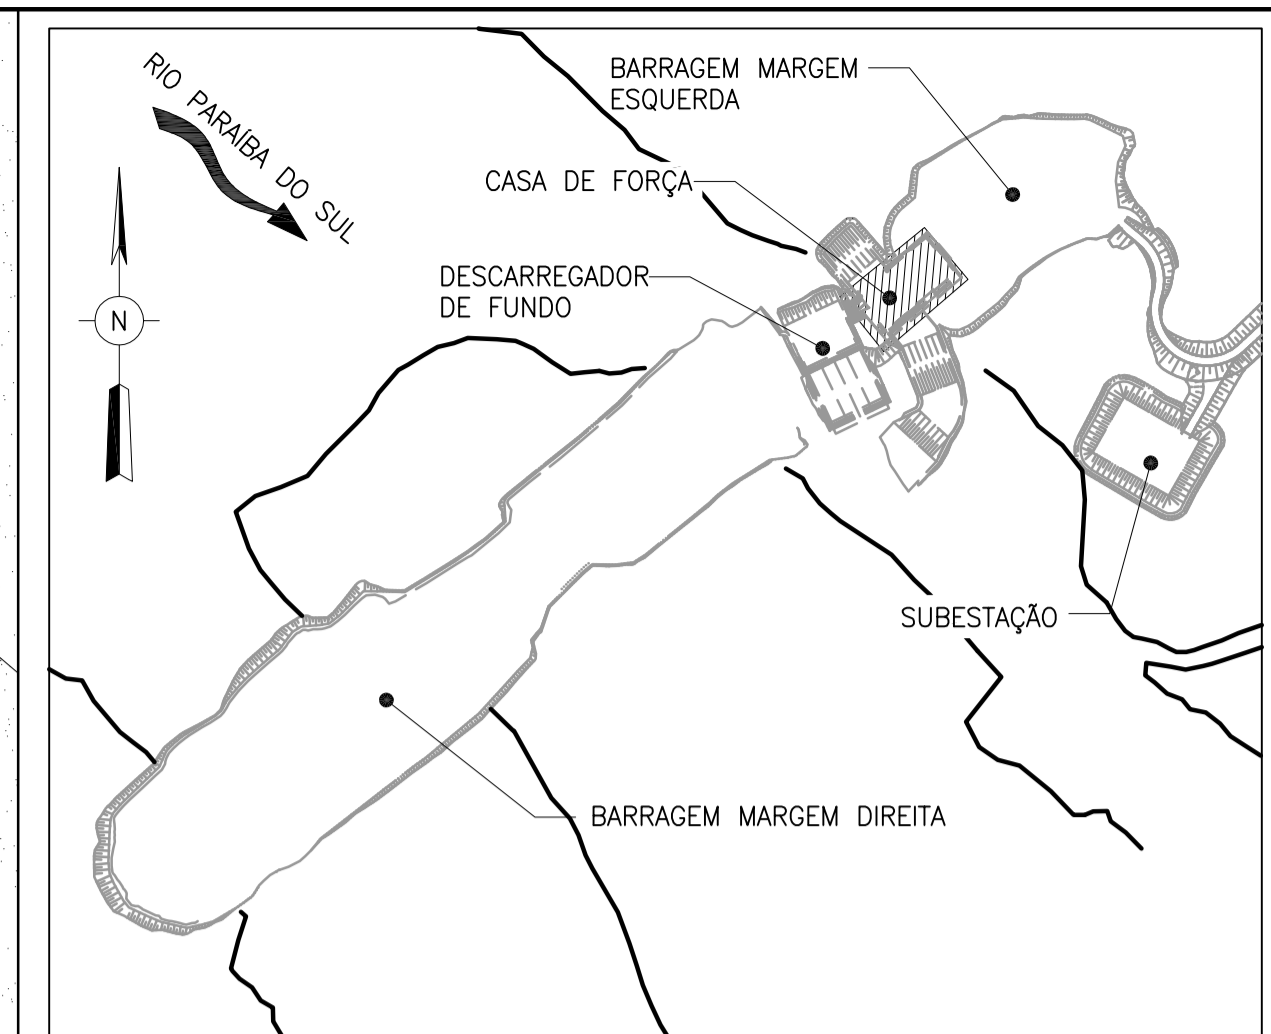 RIO PARAÍBA DO SUL
BARRAGEM MARGEM
ESQUERDA
CASA DE FORÇA
DESCARREGADOR
DE FUNDO
N
SUBESTAÇÃO
BARRAGEM MARGEM DIREITA